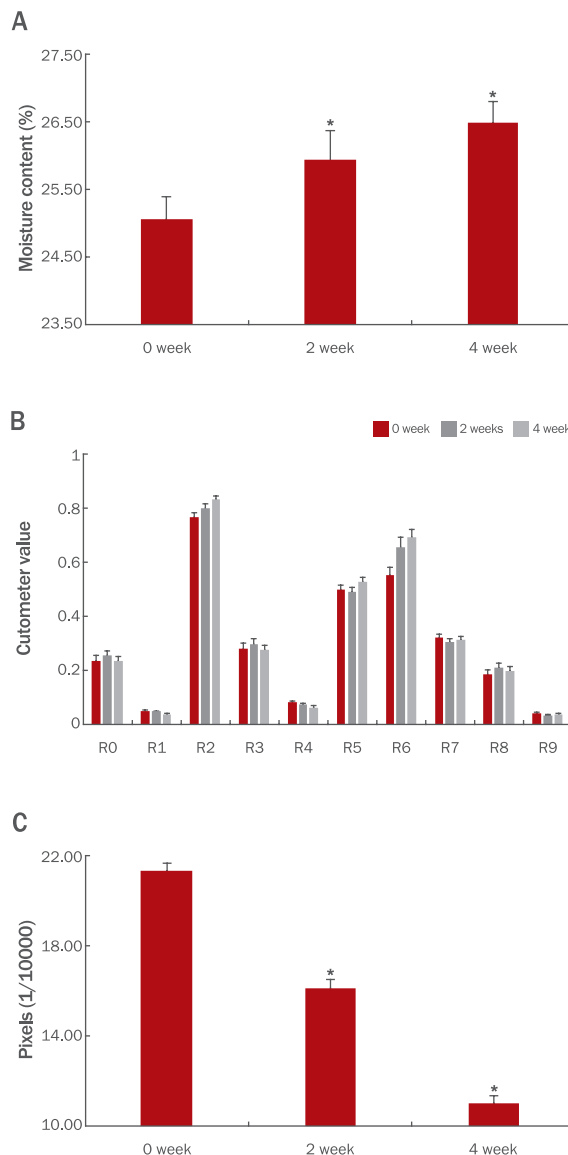 A
27.50
26.50
25.50
24.50
23.50
Moisture content (%)
*
*
0 week
2 week
4 week
B
0 week
2 weeks
4 week
1
0.8
0.6
0.4
0.2
0
Cutometer value
R0
R1
R2
R3
R4
R5
R6
R7
R8
R9
C
22.00
18.00
14.00
10.00
Pixels (1/10000)
*
*
0 week
2 week
4 week